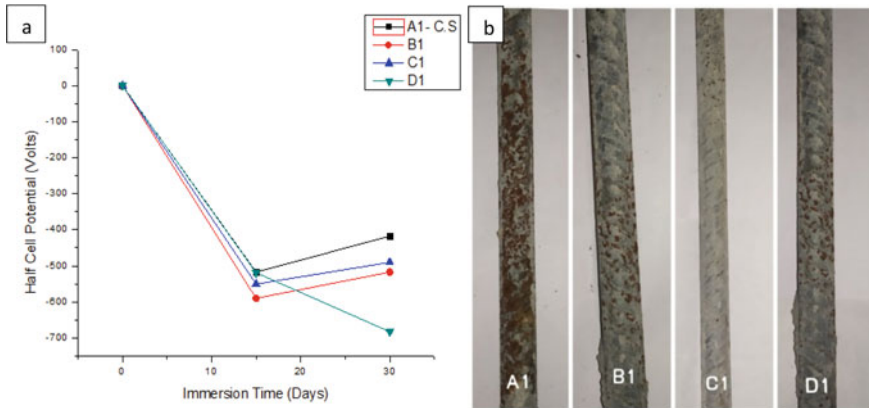 a
A1- C.S
B1
C1
D1
100
0
-100
-200
-300
-400
-500
-600
-700
Half Cell Potential (Volts)
0
10
20
30
Immersion Time (Days)
b
A1
B1
C1
D1